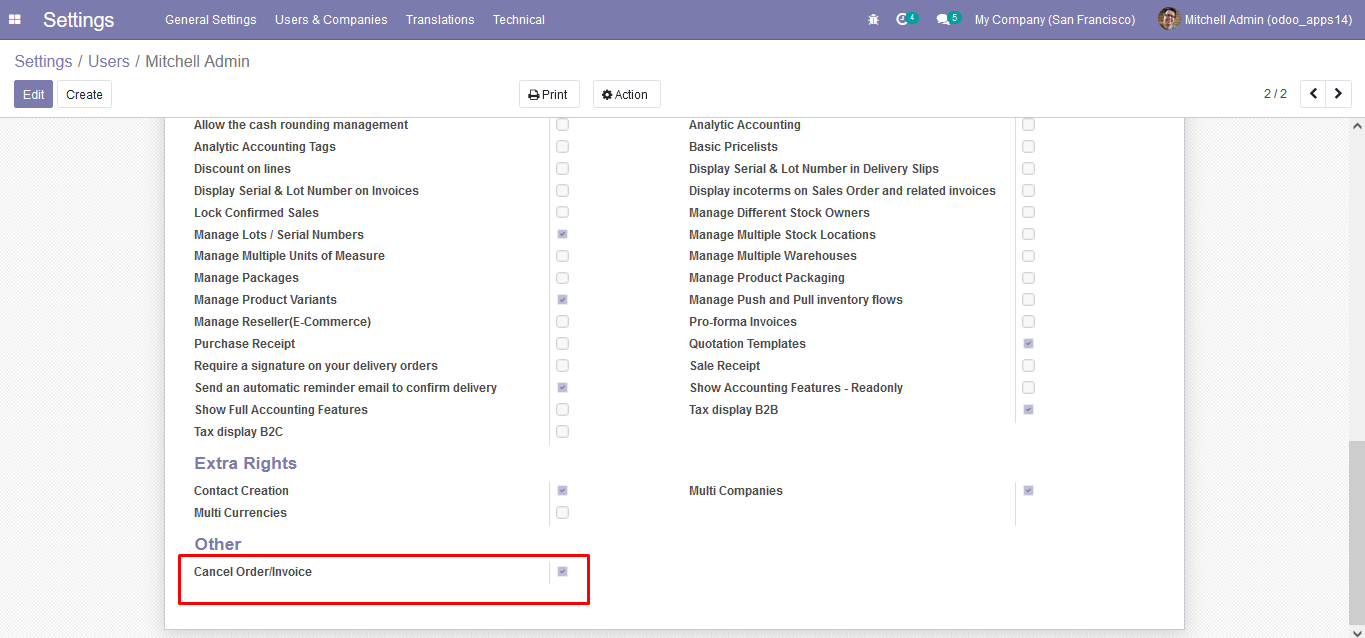 Settings General Settings Users & Companies Translations Technical 4 5 My Company (San Francisco) Mitchell Admin (odoo_apps14)
Settings / Users / Mitchell Admin
Edit Create Print Action 2 / 2
Allow the cash rounding management Analytic Accounting
Analytic Accounting Tags Basic Pricelists
Discount on lines Display Serial & Lot Number in Delivery Slips
Display Serial & Lot Number on Invoices Display incoterms on Sales Order and related invoices
Lock Confirmed Sales Manage Different Stock Owners
Manage Lots / Serial Numbers Manage Multiple Stock Locations
Manage Multiple Units of Measure Manage Multiple Warehouses
Manage Packages Manage Product Packaging
Manage Product Variants Manage Push and Pull inventory flows
Manage Reseller(E-Commerce) Pro-forma Invoices
Purchase Receipt Quotation Templates
Require a signature on your delivery orders Sale Receipt
Send an automatic reminder email to confirm delivery Show Accounting Features - Readonly
Show Full Accounting Features Tax display B2B
Tax display B2C
Extra Rights
Contact Creation Multi Companies
Multi Currencies
Other
Cancel Order/Invoice